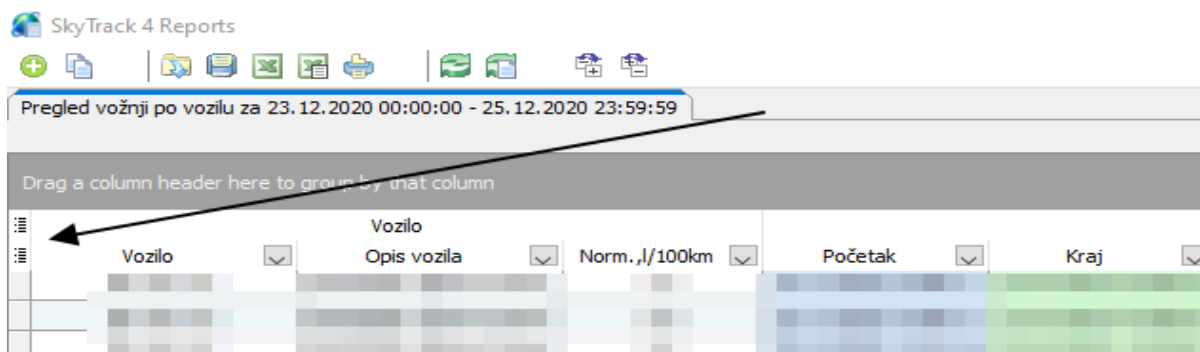 SkyTrack 4 Reports
Pregled vožnji po vozilu za 23.12.2020 00:00:00 - 25.12.2020 23:59:59
Drag a column header here to group by that column
Vozilo
Vozilo Opis vozila Norm.,l/100km Početak Kraj